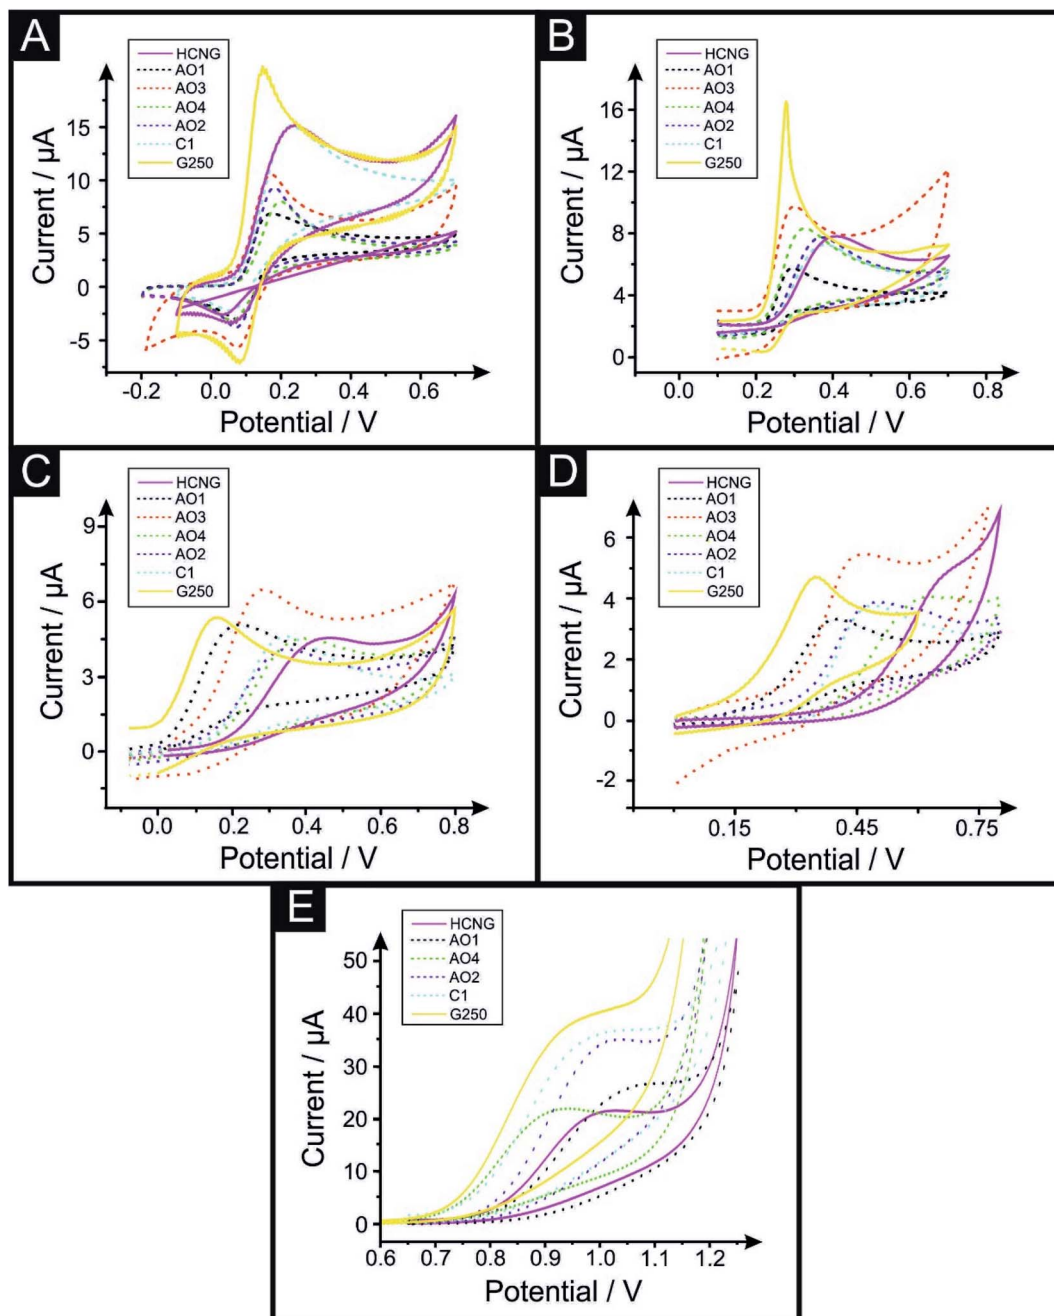 A
HCNG
AO1
AO3
AO4
AO2
C1
G250
15
10
5
0
-5
Current / µA
-0.2 0.0 0.2 0.4 0.6
Potential / V
B
HCNG
AO1
AO3
AO4
AO2
C1
G250
16
12
8
4
0
Current / µA
0.0 0.2 0.4 0.6 0.8
Potential / V
C
HCNG
AO1
AO3
AO4
AO2
C1
G250
9
6
3
0
Current / µA
0.0 0.2 0.4 0.6 0.8
Potential / V
D
HCNG
AO1
AO3
AO4
AO2
C1
G250
6
4
2
0
-2
Current / µA
0.15 0.45 0.75
Potential / V
E
HCNG
AO1
AO4
AO2
C1
G250
50
40
30
20
10
0
Current / µA
0.6 0.7 0.8 0.9 1.0 1.1 1.2
Potential / V